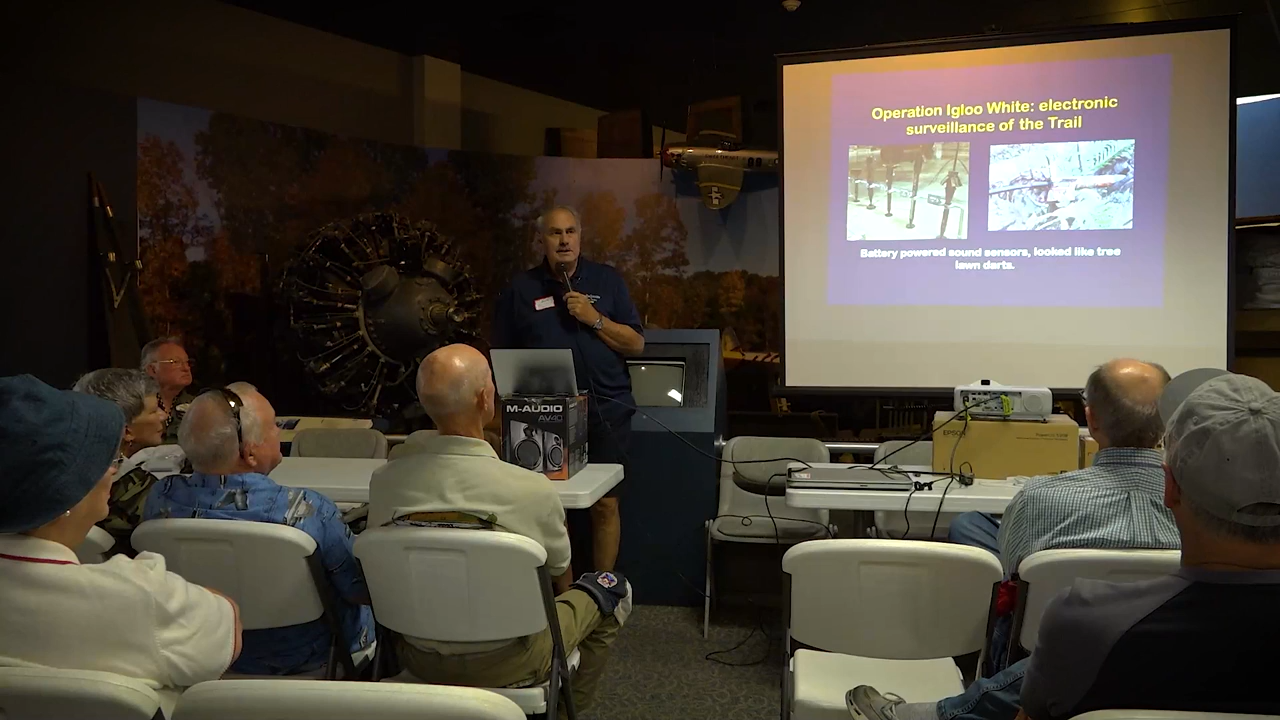 Operation Igloo White: electronic
surveillance of the Trail
Battery powered sound sensors, looked like tree
lawn darts.
M-AUDIO
AV40
EPSON